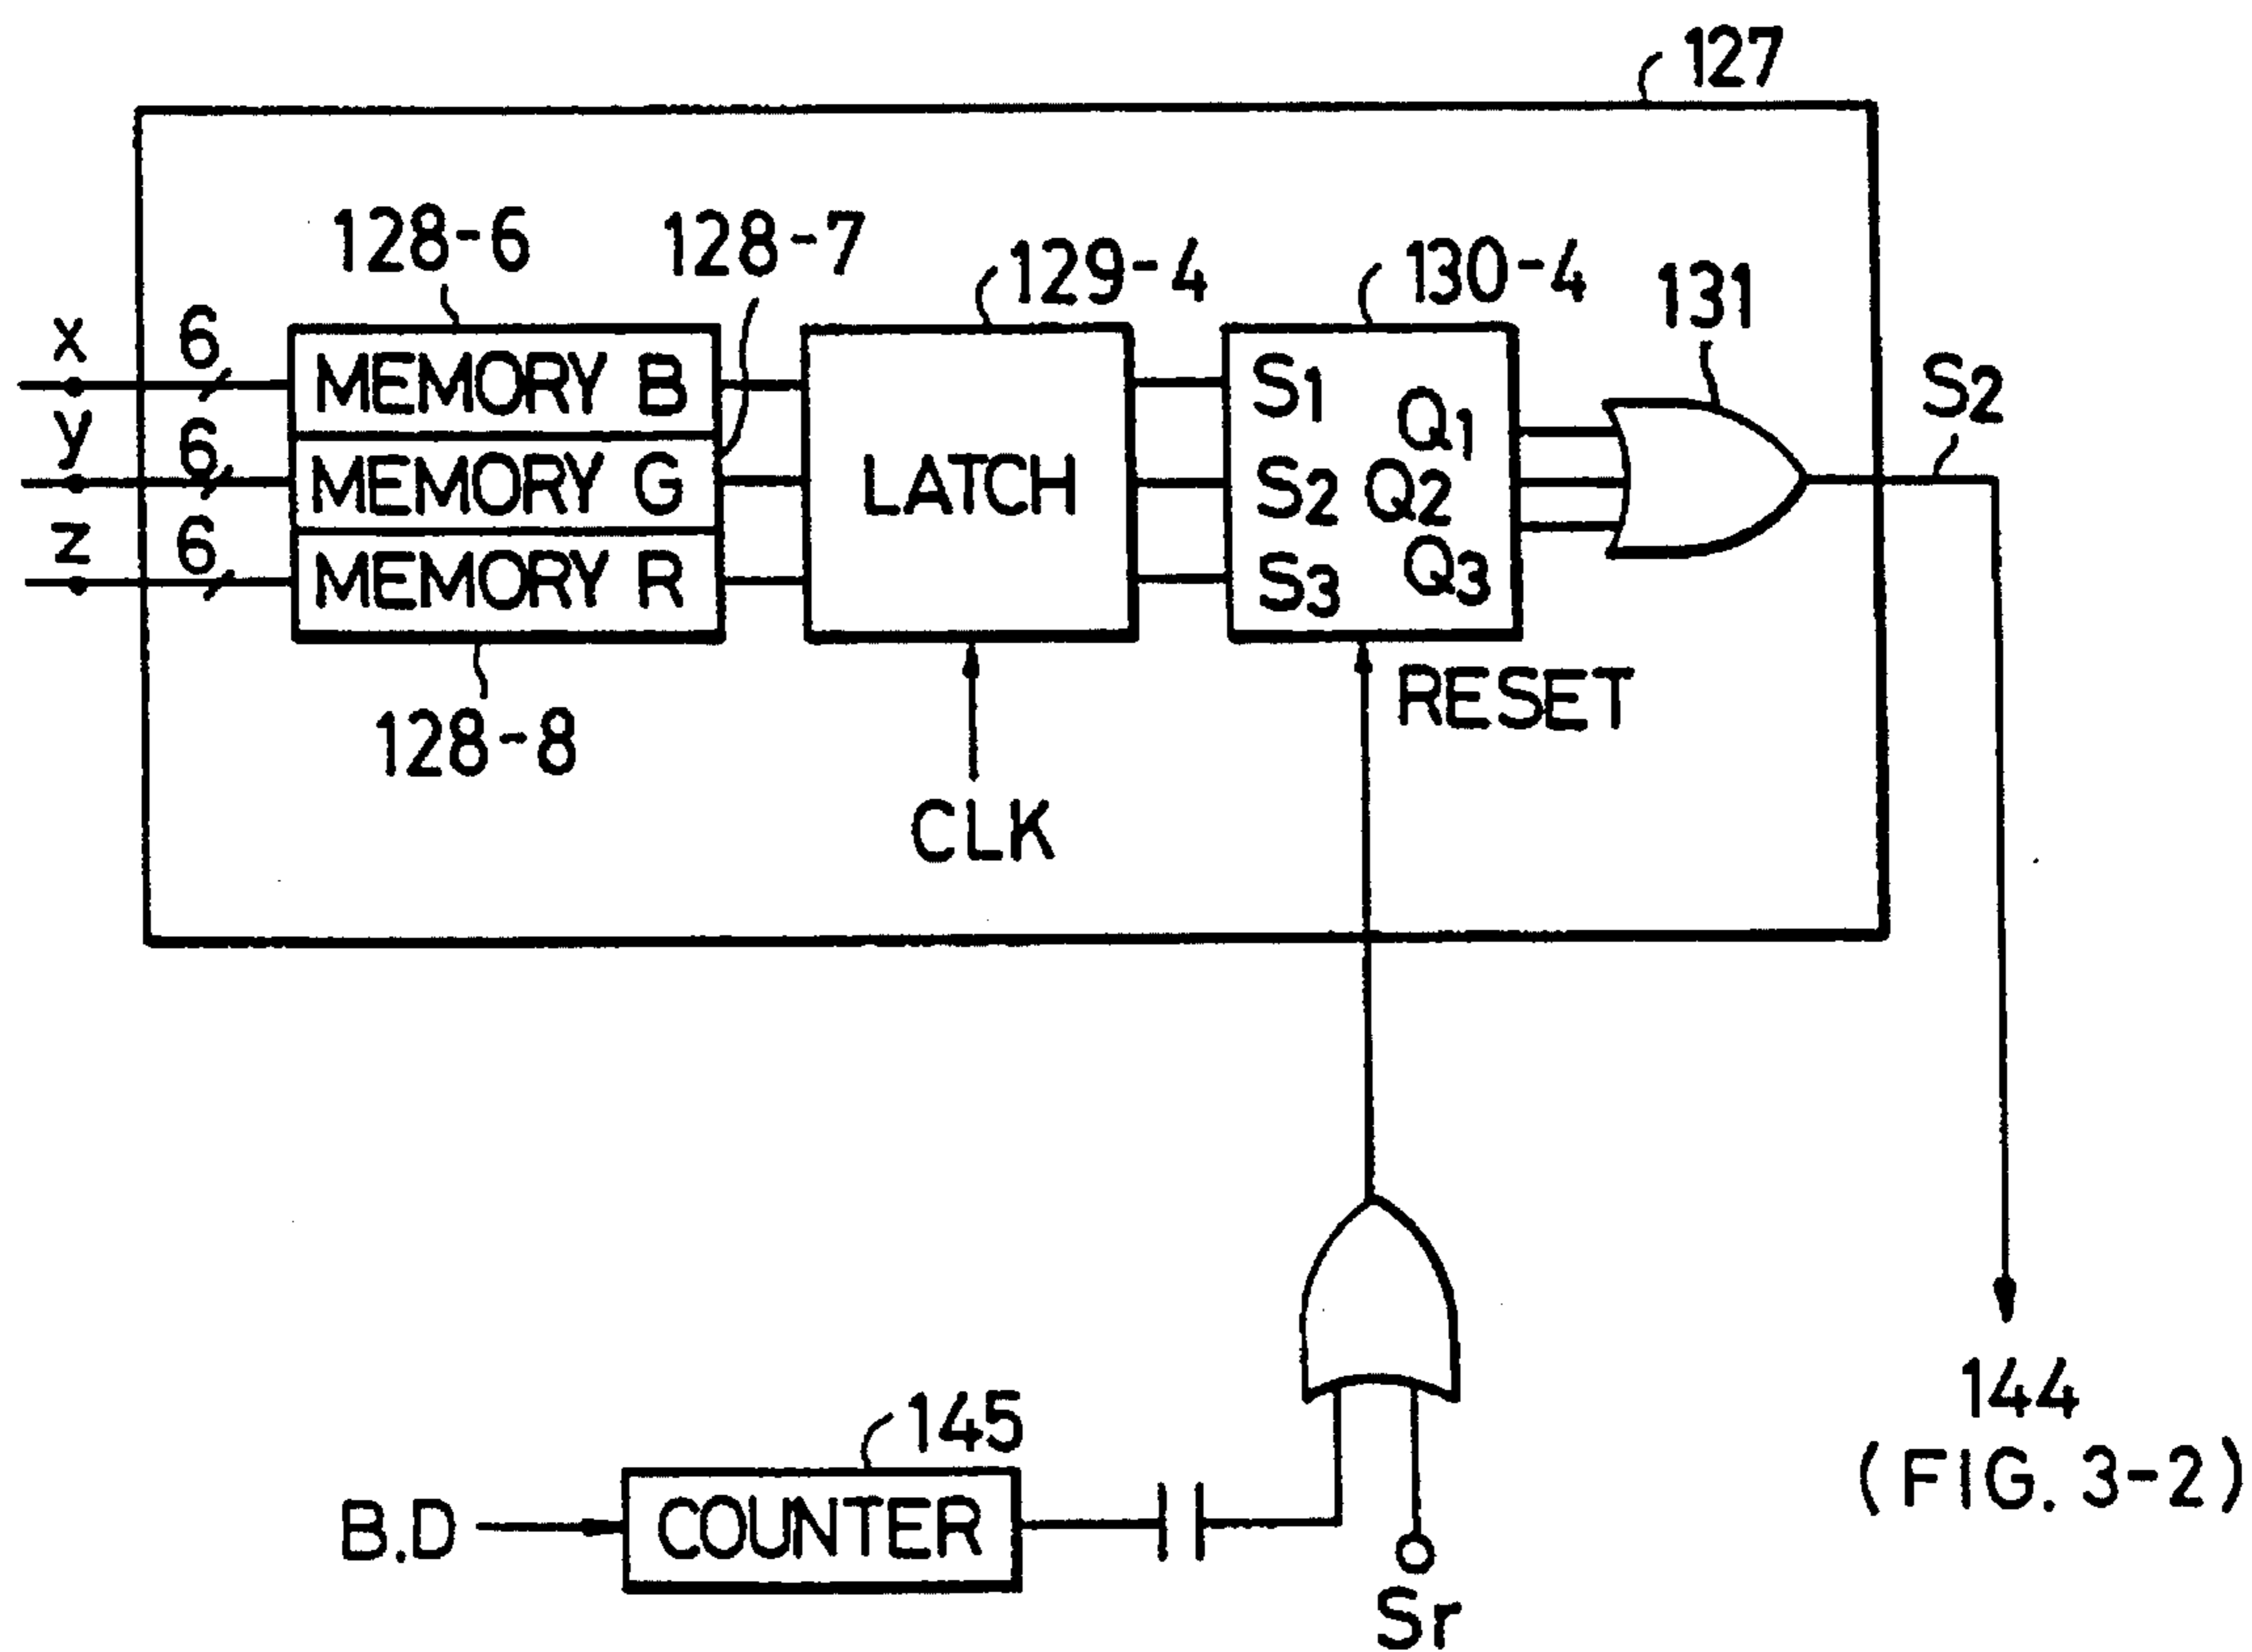 127
128-6
128-7
129-4
130-4
131
x
6
MEMORY B
y
6
MEMORY G
z
6
MEMORY R
LATCH
S1
S2
S3
Q1
Q2
Q3
S2
128-8
CLK
RESET
144
(FIG. 3-2)
145
B.D
COUNTER
Sr